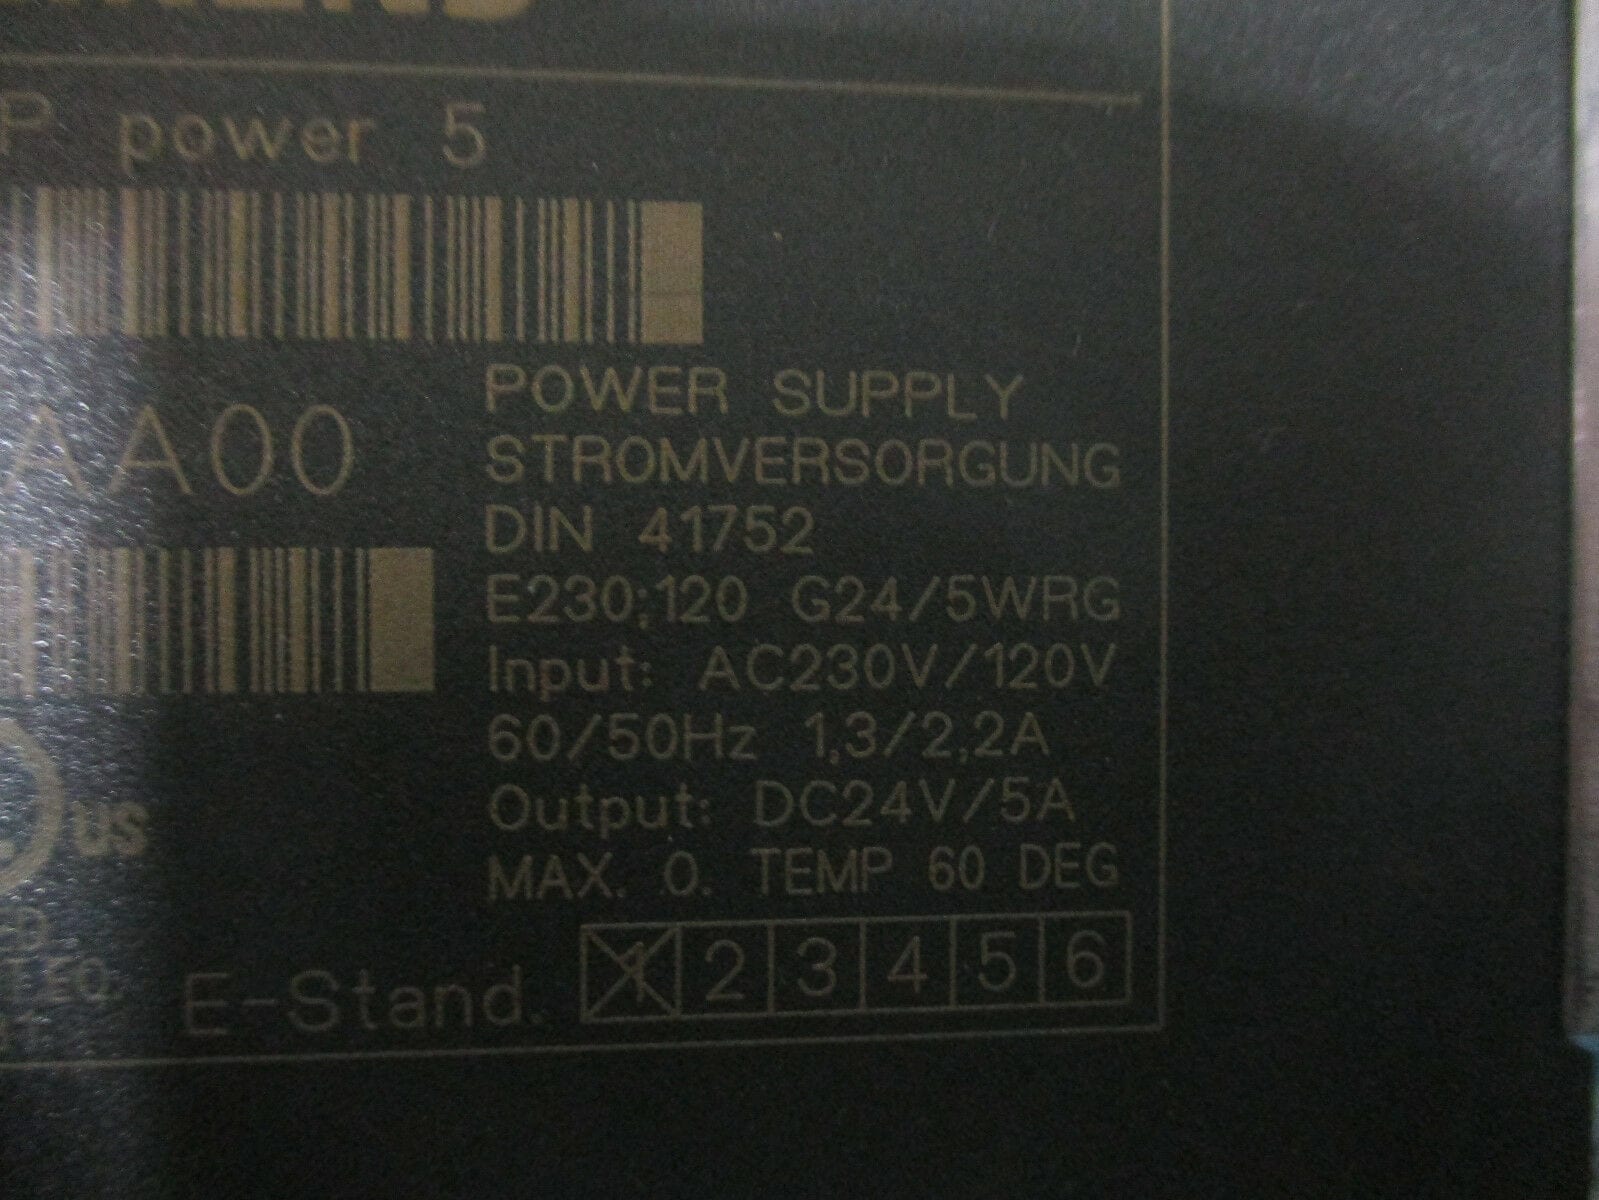 P power 5
AA00
POWER SUPPLY
STROMVERSORGUNG
DIN 41752
E230;120 G24/5WRG
Input: AC230V/120V
60/50Hz 1,3/2,2A
Output: DC24V/5A
MAX. O. TEMP 60 DEG
us
E-Stand. 1 2 3 4 5 6